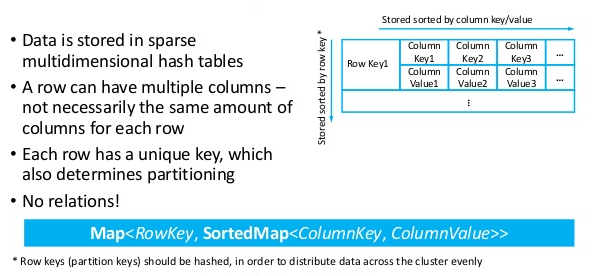 • Data is stored in sparse
multidimensional hash tables
• A row can have multiple columns –
not necessarily the same amount of
columns for each row
• Each row has a unique key, which
also determines partitioning
• No relations!
Stored sorted by column key/value
Stored sorted by row key *
Row Key1
Column Key1
Column Key2
Column Key3
...
Column Value1
Column Value2
Column Value3
...
⋮
Map<RowKey, SortedMap<ColumnKey, ColumnValue>>
* Row keys (partition keys) should be hashed, in order to distribute data across the cluster evenly